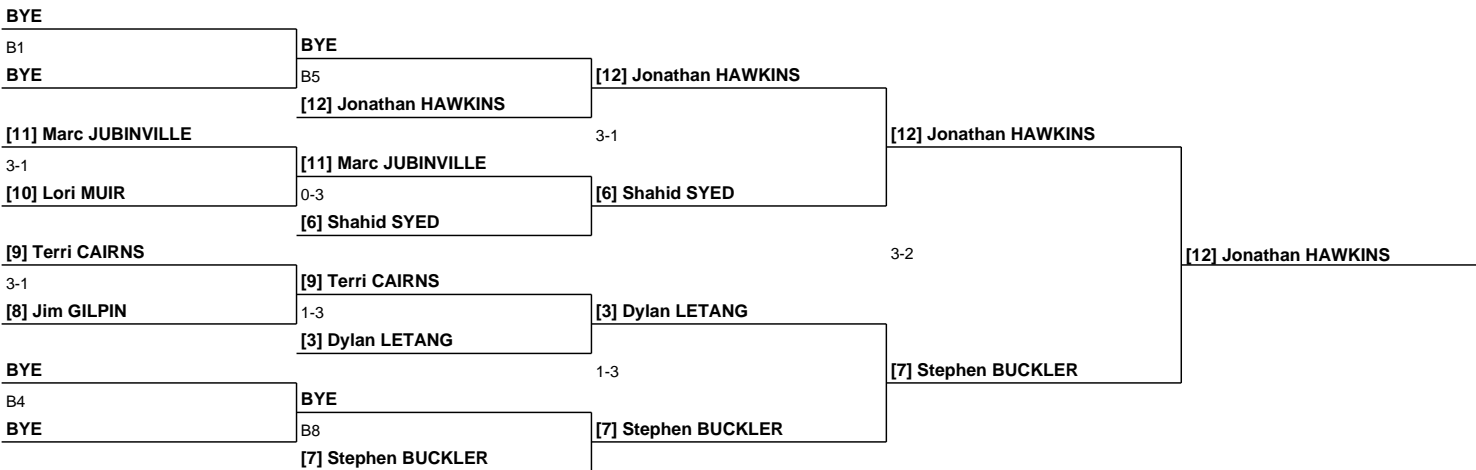 BYE
B1
BYE
BYE
B5
[12] Jonathan HAWKINS
[12] Jonathan HAWKINS
[11] Marc JUBINVILLE
3-1
[12] Jonathan HAWKINS
3-1
[11] Marc JUBINVILLE
[10] Lori MUIR
0-3
[6] Shahid SYED
[6] Shahid SYED
[9] Terri CAIRNS
3-2
[12] Jonathan HAWKINS
3-1
[9] Terri CAIRNS
[8] Jim GILPIN
1-3
[3] Dylan LETANG
[3] Dylan LETANG
BYE
1-3
[7] Stephen BUCKLER
B4
BYE
BYE
B8
[7] Stephen BUCKLER
[7] Stephen BUCKLER